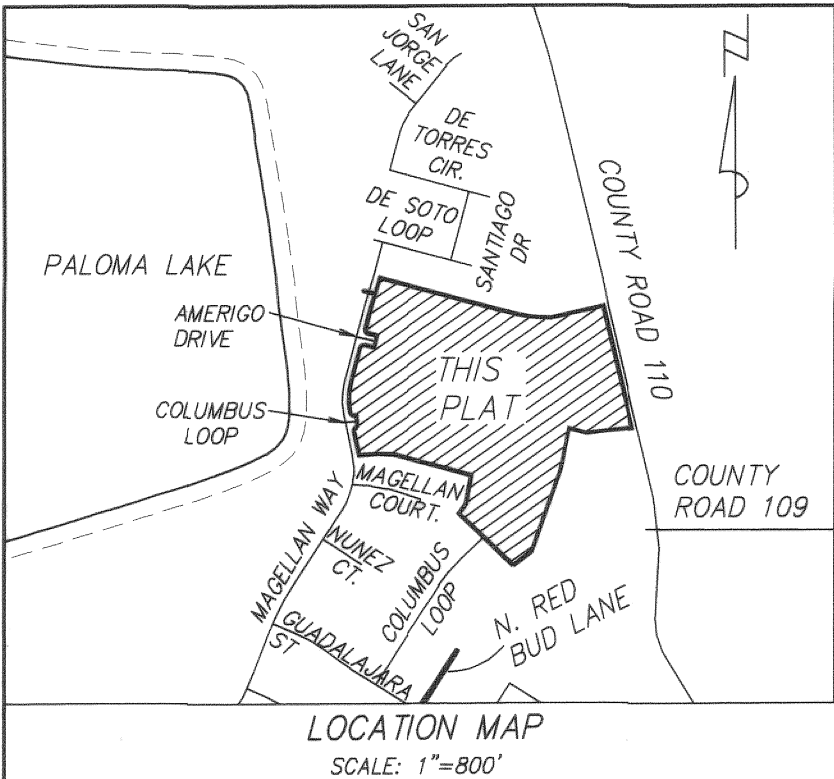 SAN
JORGE
LANE
DE
TORRES
CIR.
DE SOTO
LOOP
SANTIAGO
DR
COUNTY ROAD 110
PALOMA LAKE
AMERIGO
DRIVE
THIS
PLAT
COLUMBUS
LOOP
MAGELLAN
COURT.
COUNTY
ROAD 109
MAGELLAN WAY
NUNEZ
CT.
COLUMBUS
LOOP
N. RED
BUD LANE
GUADALAJARA
ST
LOCATION MAP
SCALE: 1"=800'
N